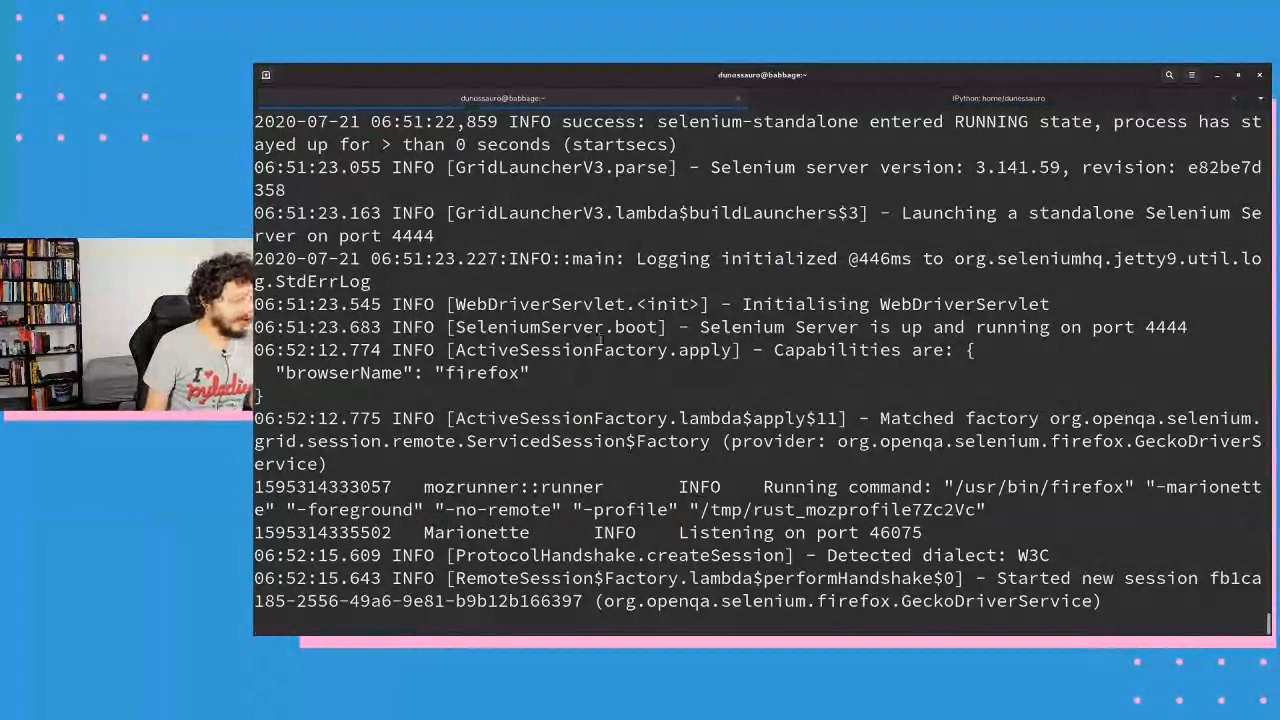 dunossauro@babbage:~
dunossauro@babbage:~
IPython: home/dunossauro
2020-07-21 06:51:22,859 INFO success: selenium-standalone entered RUNNING state, process has st
ayed up for > than 0 seconds (startsecs)
06:51:23.055 INFO [GridLauncherV3.parse] - Selenium server version: 3.141.59, revision: e82be7d
358
06:51:23.163 INFO [GridLauncherV3.lambda$buildLaunchers$3] - Launching a standalone Selenium Se
rver on port 4444
2020-07-21 06:51:23.227:INFO::main: Logging initialized @446ms to org.seleniumhq.jetty9.util.lo
g.StdErrLog
06:51:23.545 INFO [WebDriverServlet.<init>] - Initialising WebDriverServlet
06:51:23.683 INFO [SeleniumServer.boot] - Selenium Server is up and running on port 4444
06:52:12.774 INFO [ActiveSessionFactory.apply] - Capabilities are: {
"browserName": "firefox"
}
06:52:12.775 INFO [ActiveSessionFactory.lambda$apply$11] - Matched factory org.openqa.selenium.
grid.session.remote.ServicedSession$Factory (provider: org.openqa.selenium.firefox.GeckoDriverS
ervice)
1595314333057 mozrunner::runner INFO Running command: "/usr/bin/firefox" "-marionett
e" "-foreground" "-no-remote" "-profile" "/tmp/rust_mozprofile7Zc2Vc"
1595314335502 Marionette INFO Listening on port 46075
06:52:15.609 INFO [ProtocolHandshake.createSession] - Detected dialect: W3C
06:52:15.643 INFO [RemoteSession$Factory.lambda$performHandshake$0] - Started new session fb1ca
185-2556-49a6-9e81-b9b12b166397 (org.openqa.selenium.firefox.GeckoDriverService)
I
pyladies